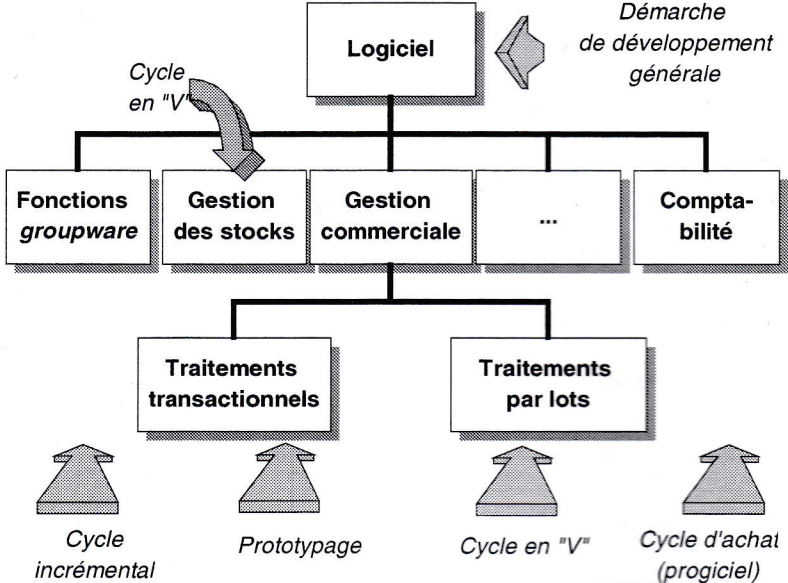 Démarche
de développement
générale
Logiciel
Cycle
en "V"
Fonctions
groupware
Gestion
des stocks
Gestion
commerciale
...
Compta-
bilité
Traitements
transactionnels
Traitements
par lots
Cycle
incrémental
Prototypage
Cycle en "V"
Cycle d'achat
(progiciel)